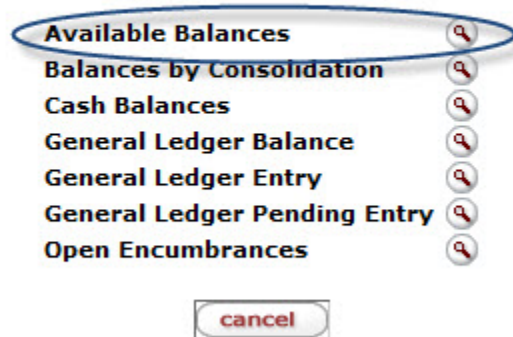 Available Balances
Balances by Consolidation
Cash Balances
General Ledger Balance
General Ledger Entry
General Ledger Pending Entry
Open Encumbrances
cancel